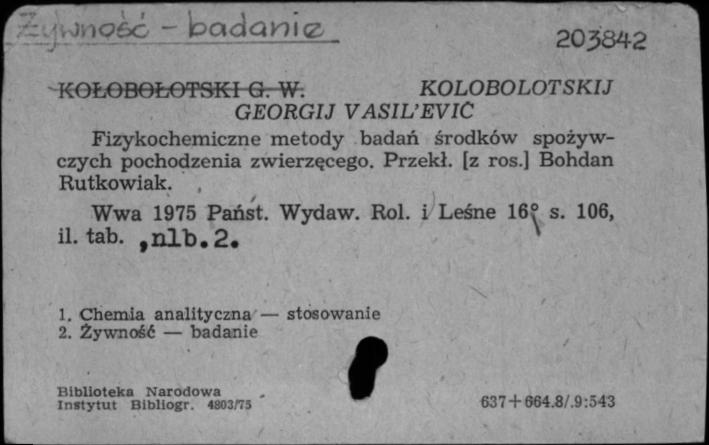 Żywność - badanie
203842
KOŁOBOŁOTSKI G. W. KOLOBOLOTSKIJ
GEORGIJ VASIL'EVIČ
Fizykochemiczne metody badań środków spożyw-
czych pochodzenia zwierzęcego. Przekł. [z ros.] Bohdan
Rutkowiak.
Wwa 1975 Państ. Wydaw. Rol. i Leśne 16° s. 106,
il. tab. ,nlb.2.
1. Chemia analityczna — stosowanie
2. Żywność — badanie
Biblioteka Narodowa
Instytut Bibliogr. 4803/75
637+664.8/.9:543